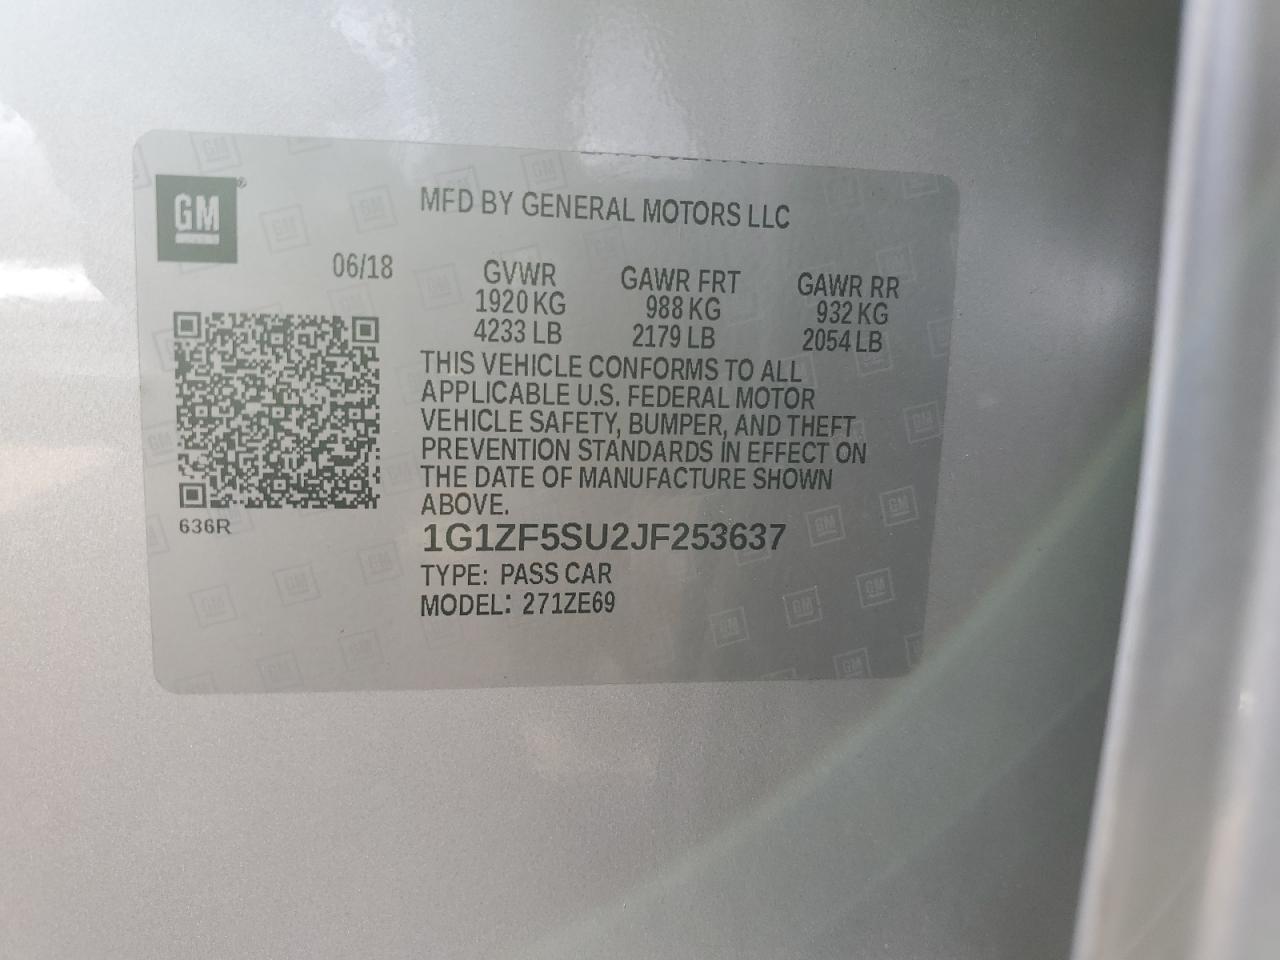 GM
MFD BY GENERAL MOTORS LLC
06/18
GVWR GAWR FRT GAWR RR
1920 KG 988 KG 932 KG
4233 LB 2179 LB 2054 LB
THIS VEHICLE CONFORMS TO ALL
APPLICABLE U.S. FEDERAL MOTOR
VEHICLE SAFETY, BUMPER, AND THEFT
PREVENTION STANDARDS IN EFFECT ON
THE DATE OF MANUFACTURE SHOWN
ABOVE.
636R
1G1ZF5SU2JF253637
TYPE: PASS CAR
MODEL: 271ZE69